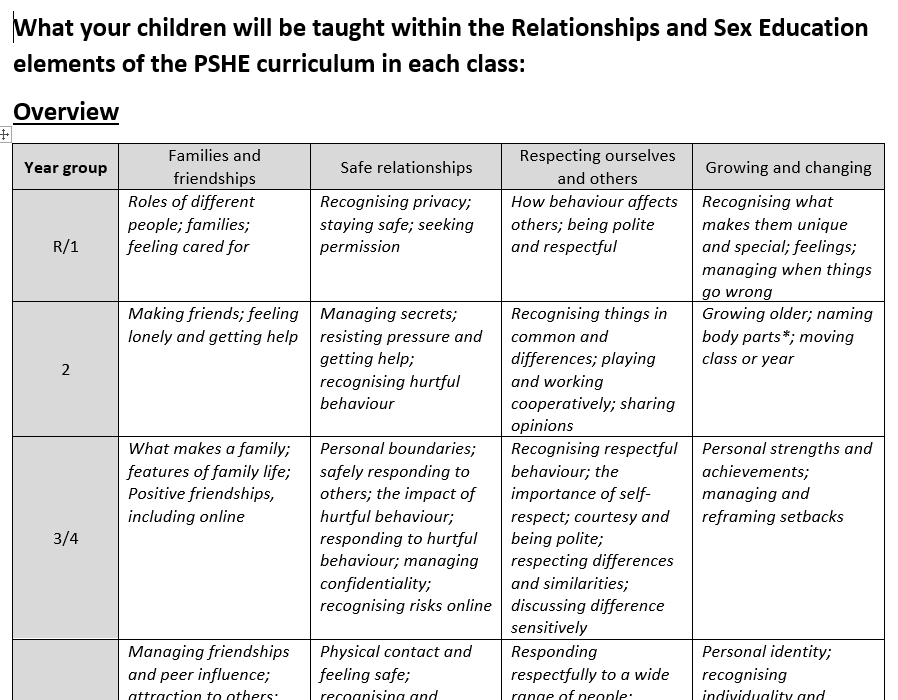 What your children will be taught within the Relationships and Sex Education
elements of the PSHE curriculum in each class:
Overview
Year group
Families and
friendships
Safe relationships
Respecting ourselves
and others
Growing and changing
R/1
Roles of different
people; families;
feeling cared for
Recognising privacy;
staying safe; seeking
permission
How behaviour affects
others; being polite
and respectful
Recognising what
makes them unique
and special; feelings;
managing when things
go wrong
2
Making friends; feeling
lonely and getting help
Managing secrets;
resisting pressure and
getting help;
recognising hurtful
behaviour
Recognising things in
common and
differences; playing
and working
cooperatively; sharing
opinions
Growing older; naming
body parts*; moving
class or year
3/4
What makes a family;
features of family life;
Positive friendships,
including online
Personal boundaries;
safely responding to
others; the impact of
hurtful behaviour;
responding to hurtful
behaviour; managing
confidentiality;
recognising risks online
Recognising respectful
behaviour; the
importance of self-
respect; courtesy and
being polite;
respecting differences
and similarities;
discussing difference
sensitively
Personal strengths and
achievements;
managing and
reframing setbacks
Managing friendships
and peer influence;
attraction to others;
Physical contact and
feeling safe;
recognising and
Responding
respectfully to a wide
range of people;
Personal identity;
recognising
individuality and